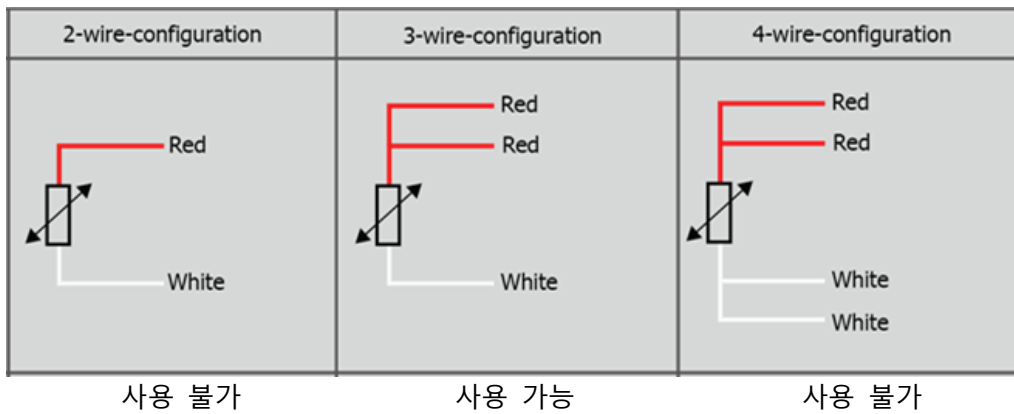 2-wire-configuration
3-wire-configuration
4-wire-configuration
Red
White
Red
Red
White
Red
Red
White
White
사용 불가
사용 가능
사용 불가